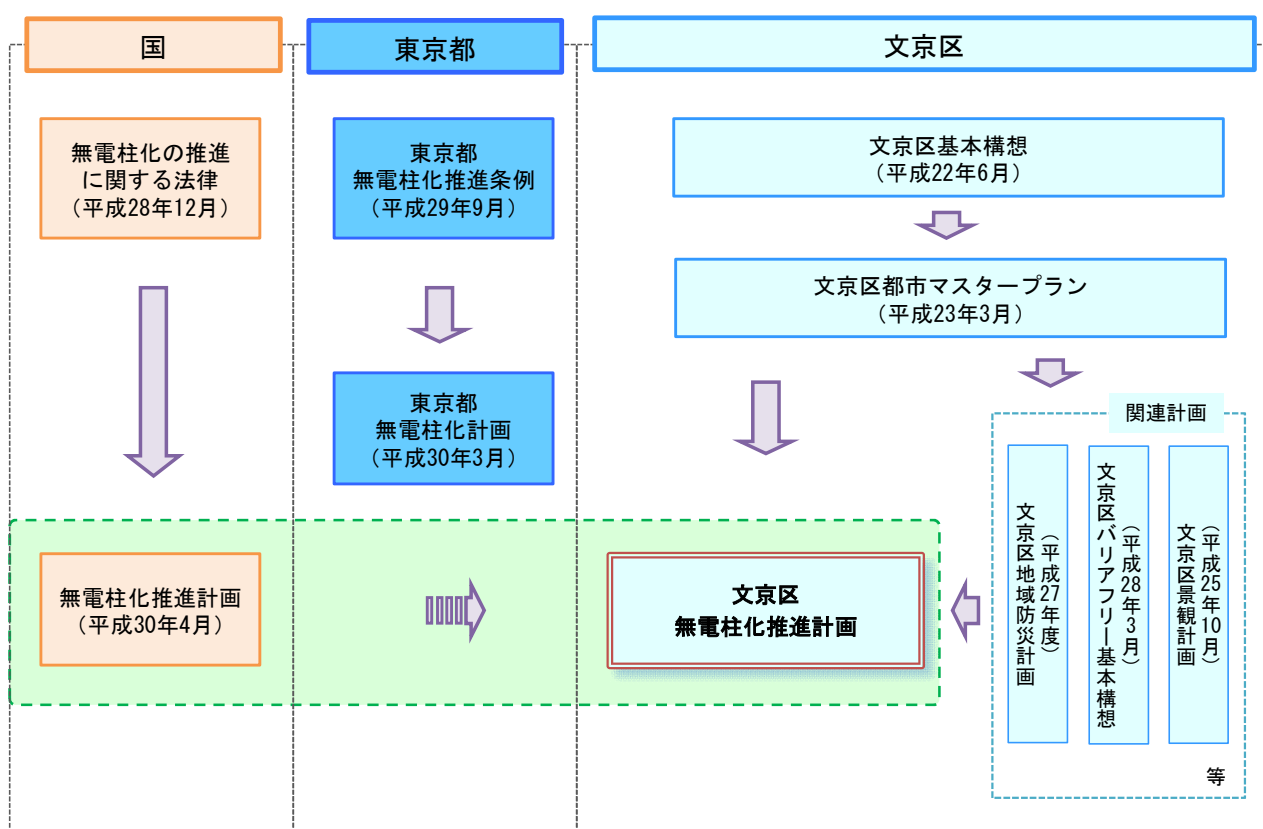 国
東京都
文京区
無電柱化の推進
に関する法律
（平成28年12月）
東京都
無電柱化推進条例
（平成29年9月）
文京区基本構想
（平成22年6月）
文京区都市マスタープラン
（平成23年3月）
東京都
無電柱化計画
（平成30年3月）
関連計画
（平成25年10月）
文京区景観計画
（平成28年3月）
文京区バリアフリー基本構想
（平成27年度）
文京区地域防災計画
等
無電柱化推進計画
（平成30年4月）
文京区
無電柱化推進計画